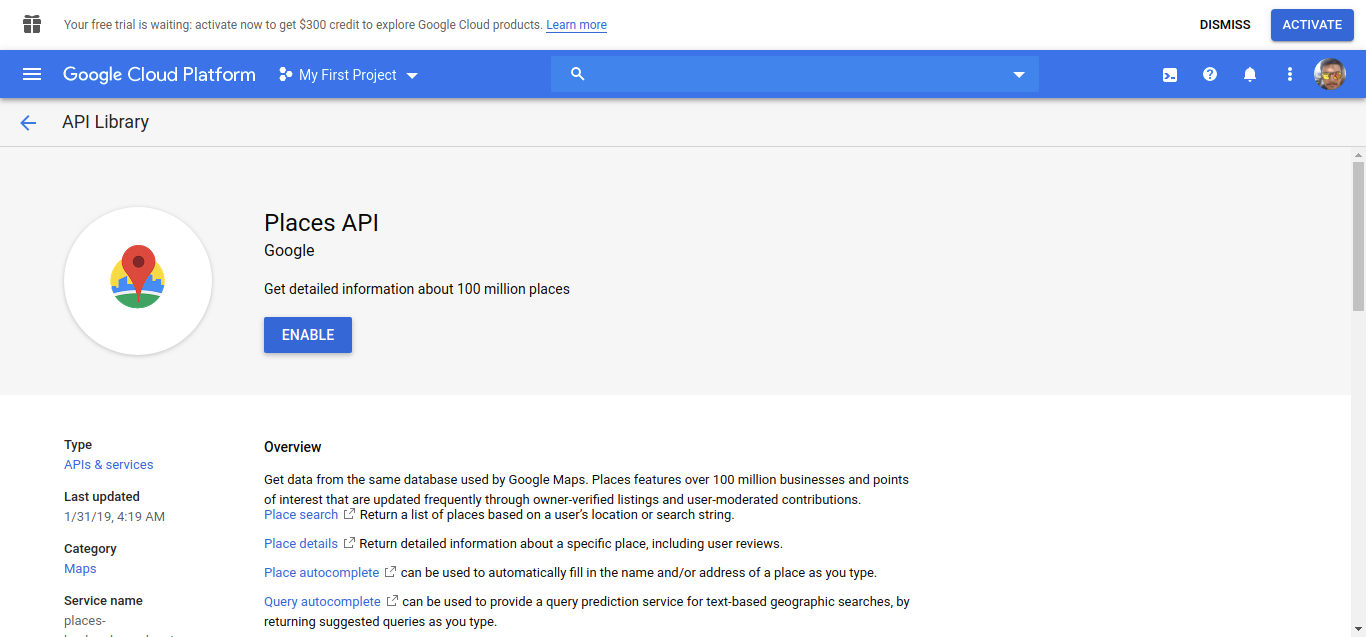 Your free trial is waiting: activate now to get $300 credit to explore Google Cloud products. Learn more
DISMISS
ACTIVATE
Google Cloud Platform
My First Project
API Library
Places API
Google
Get detailed information about 100 million places
ENABLE
Type
APIs & services
Last updated
1/31/19, 4:19 AM
Category
Maps
Service name
places-
Overview
Get data from the same database used by Google Maps. Places features over 100 million businesses and points
of interest that are updated frequently through owner-verified listings and user-moderated contributions.
Place search Return a list of places based on a user’s location or search string.
Place details Return detailed information about a specific place, including user reviews.
Place autocomplete can be used to automatically fill in the name and/or address of a place as you type.
Query autocomplete can be used to provide a query prediction service for text-based geographic searches, by
returning suggested queries as you type.